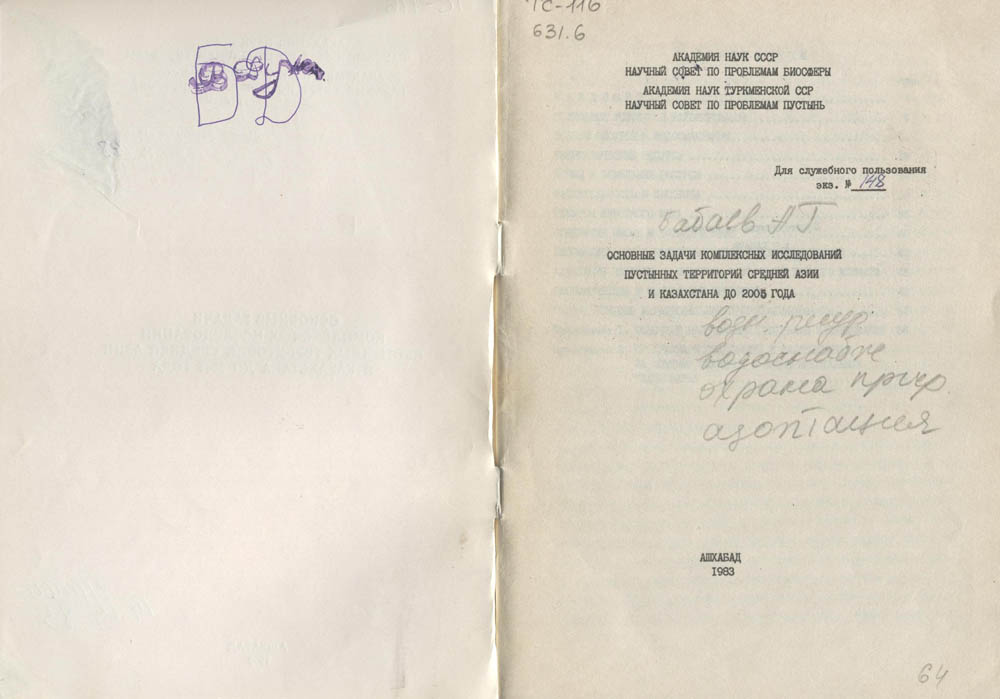 ТС-116
631.6
АКАДЕМИЯ НАУК СССР
НАУЧНЫЙ СОВЕТ ПО ПРОБЛЕМАМ БИОСФЕРЫ
АКАДЕМИЯ НАУК ТУРКМЕНСКОЙ ССР
НАУЧНЫЙ СОВЕТ ПО ПРОБЛЕМАМ ПУСТЫНЬ
Для служебного пользования
экз. № 148
Бабаев АГ
ОСНОВНЫЕ ЗАДАЧИ КОМПЛЕКСНЫХ ИССЛЕДОВАНИЙ
ПУСТЫННЫХ ТЕРРИТОРИЙ СРЕДНЕЙ АЗИИ
И КАЗАХСТАНА ДО 2005 ГОДА
водн. ресур
водоснабже
охрана прир.
АШХАБАД
1983
64